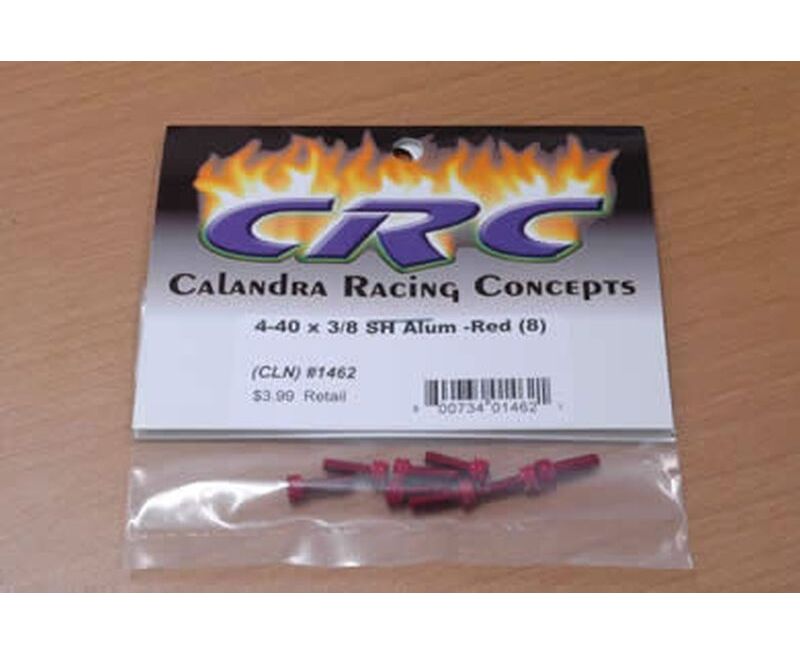 CRC
Calandra Racing Concepts
4-40 x 3/8 SH Alum -Red (8)
(CLN) #1462
$3.99 Retail
00734 01462